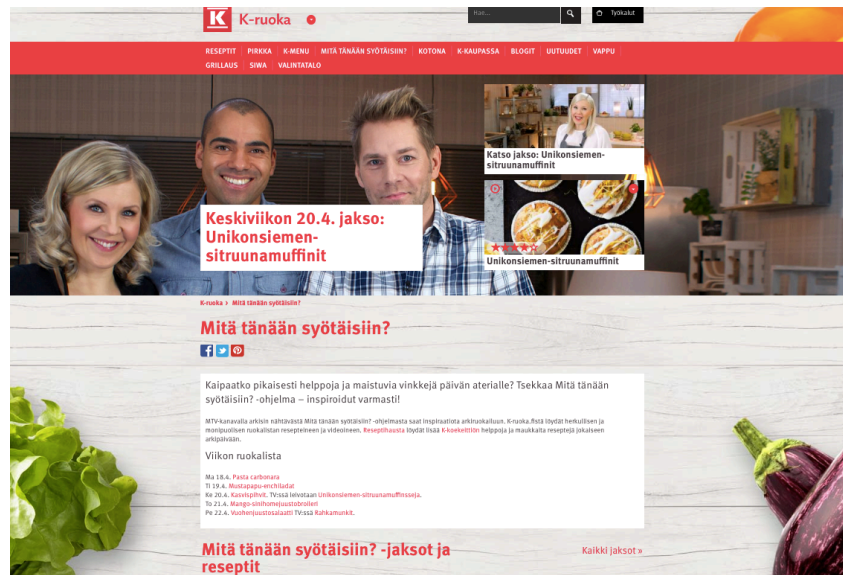 K K-ruoka
Hae...
Työkalut
RESEPTIT PIRKKA K-MENU MITÄ TÄNÄÄN SYÖTÄISIIN? KOTONA K-KAUPASSA BLOGIT UUTUUDET VAPPU
GRILLAUS SIWA VALINTATALO
Keskiviikon 20.4. jakso:
Unikonsiemen-
sitruunamuffinit
Katso jakso: Unikonsiemen-
sitruunamuffinit
Unikonsiemen-sitruunamuffinit
K-ruoka > Mitä tänään syötäisiin?
Mitä tänään syötäisiin?
Kaipaatko pikaisesti helppoja ja maistuvia vinkkejä päivän aterialle? Tsekkaa Mitä tänään
syötäisiin? -ohjelma – inspiroidut varmasti!
MTV-kanavalla arkisin nähtävästä Mitä tänään syötäisiin? -ohjelmasta saat inspiraatiota arkiruokailuun. K-ruoka.fistä löydät herkullisen ja
monipuolisen ruokalistan resepteineen ja videoineen. Reseptihausta löydät lisää K-koekeittiön helppoja ja maukkaita reseptejä jokaiseen
arkipäivään.
Viikon ruokalista
Ma 18.4. Pasta carbonara
Ti 19.4. Mustapapu-enchiladat
Ke 20.4. Kasvispihvit. TV:ssä leivotaan Unikonsiemen-sitruunamuffinsseja.
To 21.4. Mango-sinihomejuustobroileri
Pe 22.4. Vuohenjuustosalaatti TV:ssä Rahkamunkit.
Mitä tänään syötäisiin? -jaksot ja
reseptit
Kaikki jaksot »